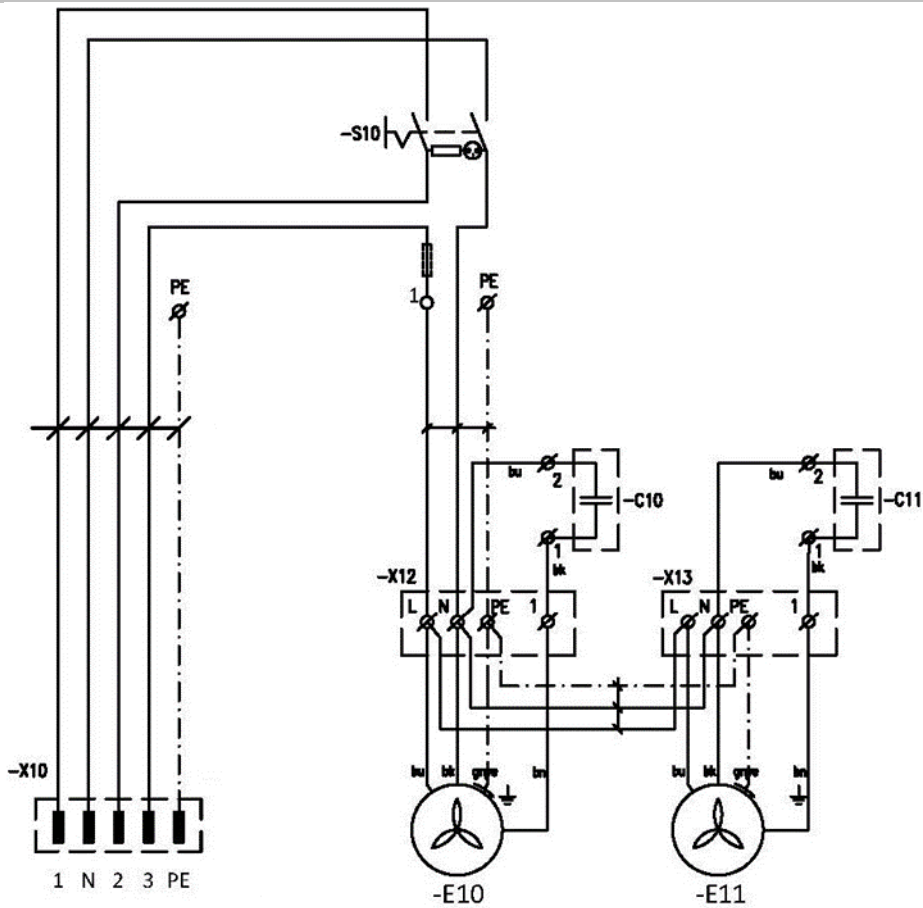 -S10
PE
PE
1
bu
2
-C10
bu
2
-C11
1
bk
1
bk
-X12
-X13
L N PE 1
L N PE 1
-X10
bu bk gnye bn
bu bk gnye bn
1 N 2 3 PE
-E10
-E11